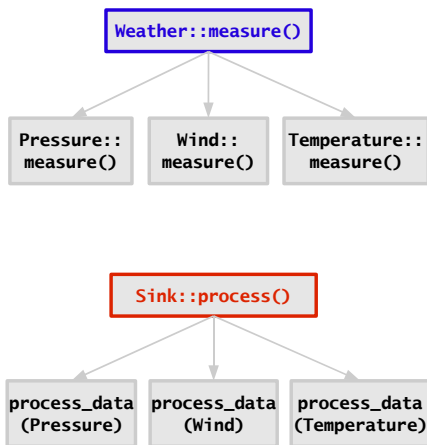 Weather::measure()
Pressure::
measure()
Wind::
measure()
Temperature::
measure()
Sink::process()
process_data
(Pressure)
process_data
(Wind)
process_data
(Temperature)